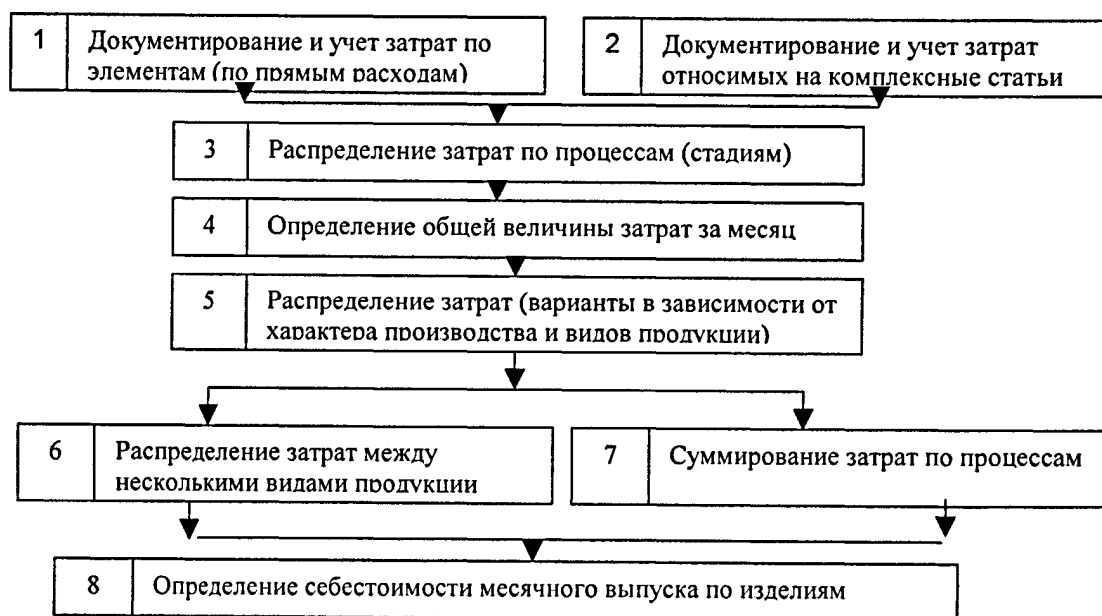 1 Документирование и учет затрат по
элементам (по прямым расходам)
2 Документирование и учет затрат
относимых на комплексные статьи
3 Распределение затрат по процессам (стадиям)
4 Определение общей величины затрат за месяц
5 Распределение затрат (варианты в зависимости от
характера производства и видов продукции)
6 Распределение затрат между
несколькими видами продукции
7 Суммирование затрат по процессам
8 Определение себестоимости месячного выпуска по изделиям